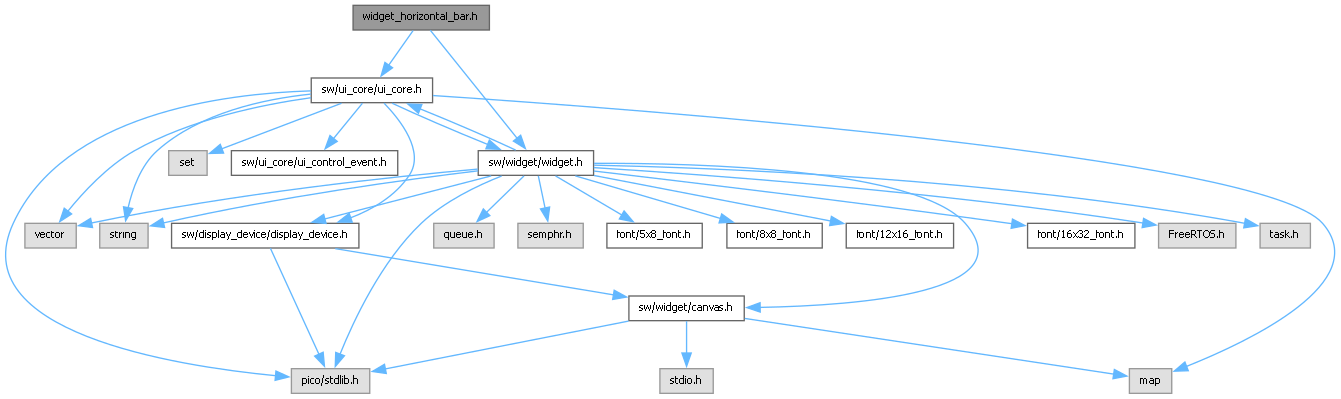 widget_horizontal_bar.h
sw/ui_core/ui_core.h
set
sw/ui_core/ui_control_event.h
sw/widget/widget.h
vector
string
sw/display_device/display_device.h
queue.h
semphr.h
font/5x8_font.h
font/8x8_font.h
font/12x16_font.h
font/16x32_font.h
FreeRTOS.h
task.h
sw/widget/canvas.h
pico/stdlib.h
stdio.h
map